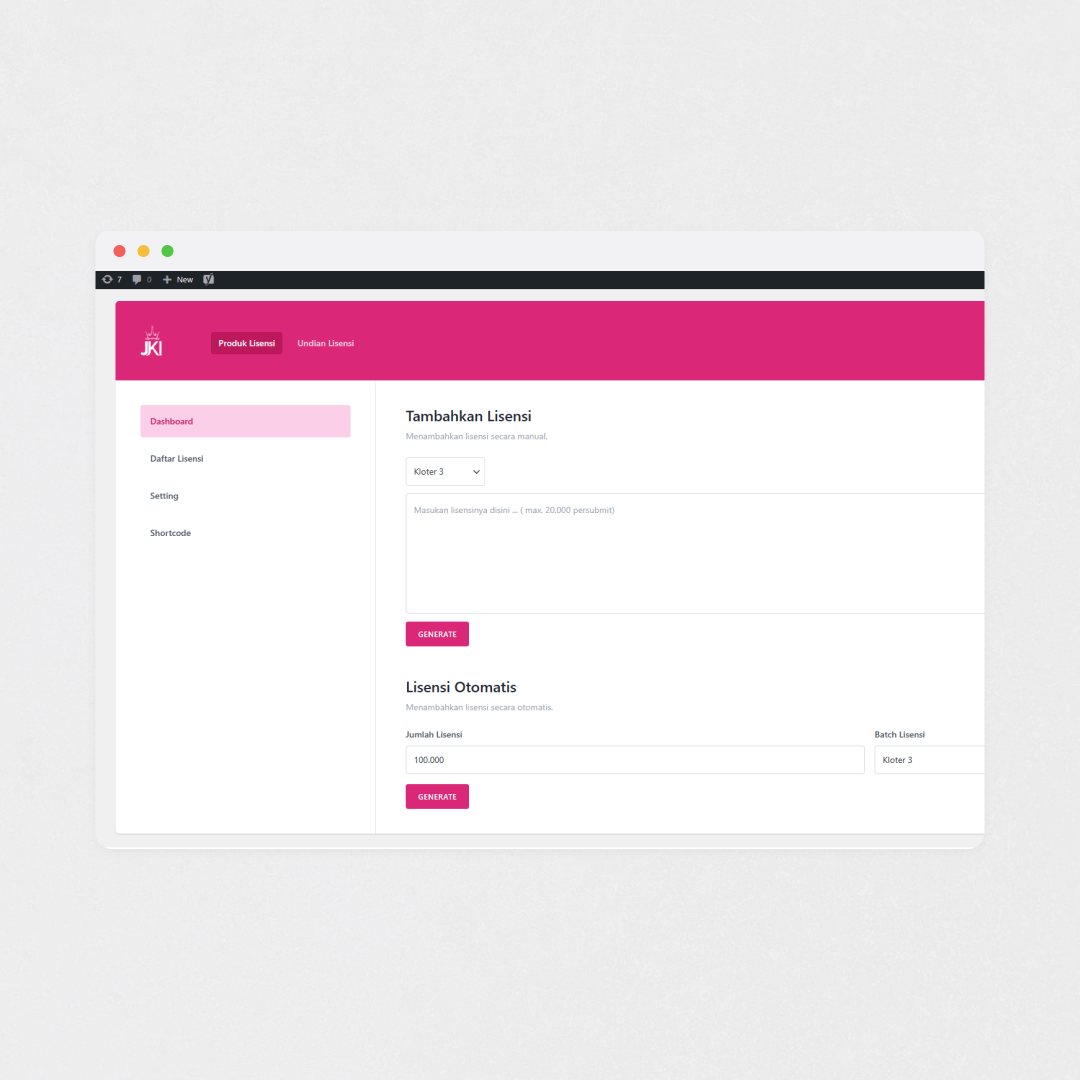 7 0 New
JKI Produk Lisensi Undian Lisensi
Dashboard
Daftar Lisensi
Setting
Shortcode
Tambahkan Lisensi
Menambahkan lisensi secara manual.
Kloter 3
Masukan lisensinya disini ... ( max. 20.000 persubmit)
GENERATE
Lisensi Otomatis
Menambahkan lisensi secara otomatis.
Jumlah Lisensi Batch Lisensi
100.000 Kloter 3
GENERATE